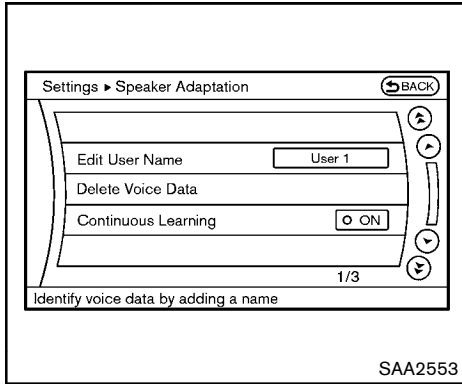 Settings ▸ Speaker Adaptation BACK
Edit User Name User 1
Delete Voice Data
Continuous Learning ON
1/3
Identify voice data by adding a name
SAA2553